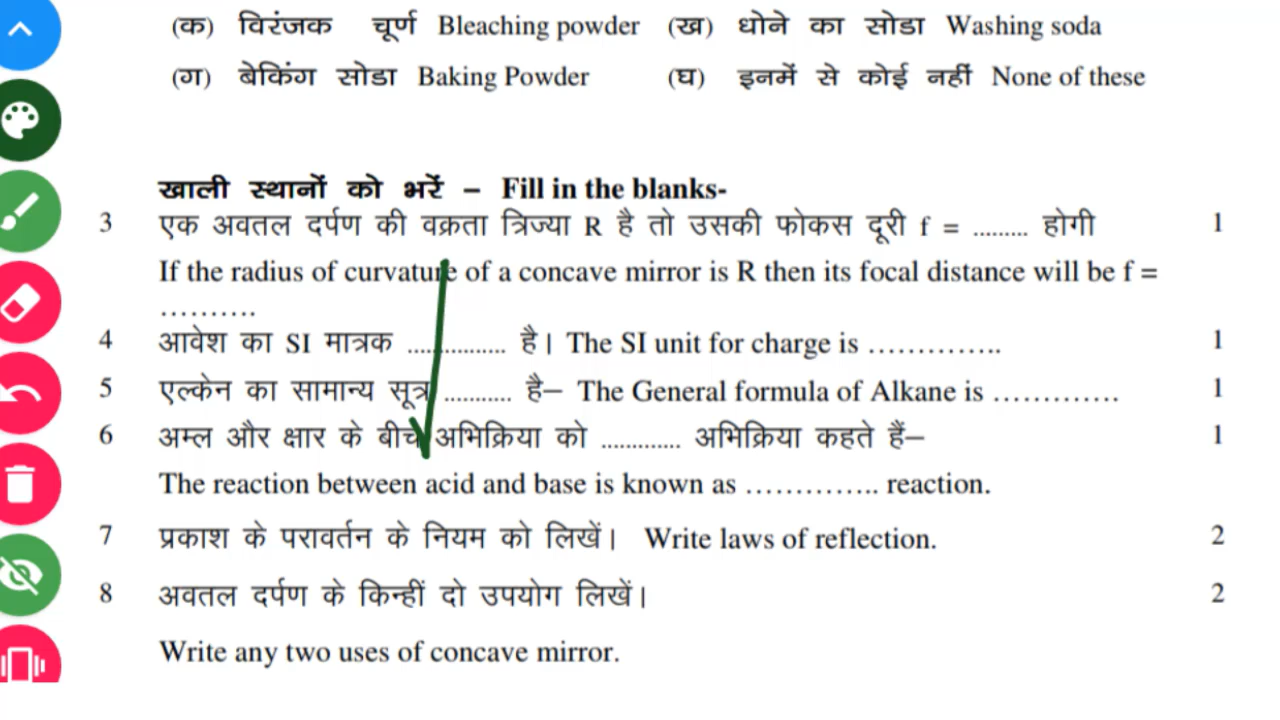 (क) विरंजक चूर्ण Bleaching powder (ख) धोने का सोडा Washing soda
(ग) बेकिंग सोडा Baking Powder (घ) इनमें से कोई नहीं None of these
खाली स्थानों को भरें – Fill in the blanks-
3 एक अवतल दर्पण की वक्रता त्रिज्या R है तो उसकी फोकस दूरी f = ......... होगी 1
If the radius of curvature of a concave mirror is R then its focal distance will be f =
……….
4 आवेश का SI मात्रक ................ है। The SI unit for charge is ………….. 1
5 एल्केन का सामान्य सूत्र ........... है– The General formula of Alkane is …………. 1
6 अम्ल और क्षार के बीच अभिक्रिया को ............. अभिक्रिया कहते हैं– 1
The reaction between acid and base is known as ………….. reaction.
7 प्रकाश के परावर्तन के नियम को लिखें। Write laws of reflection. 2
8 अवतल दर्पण के किन्हीं दो उपयोग लिखें। 2
Write any two uses of concave mirror.